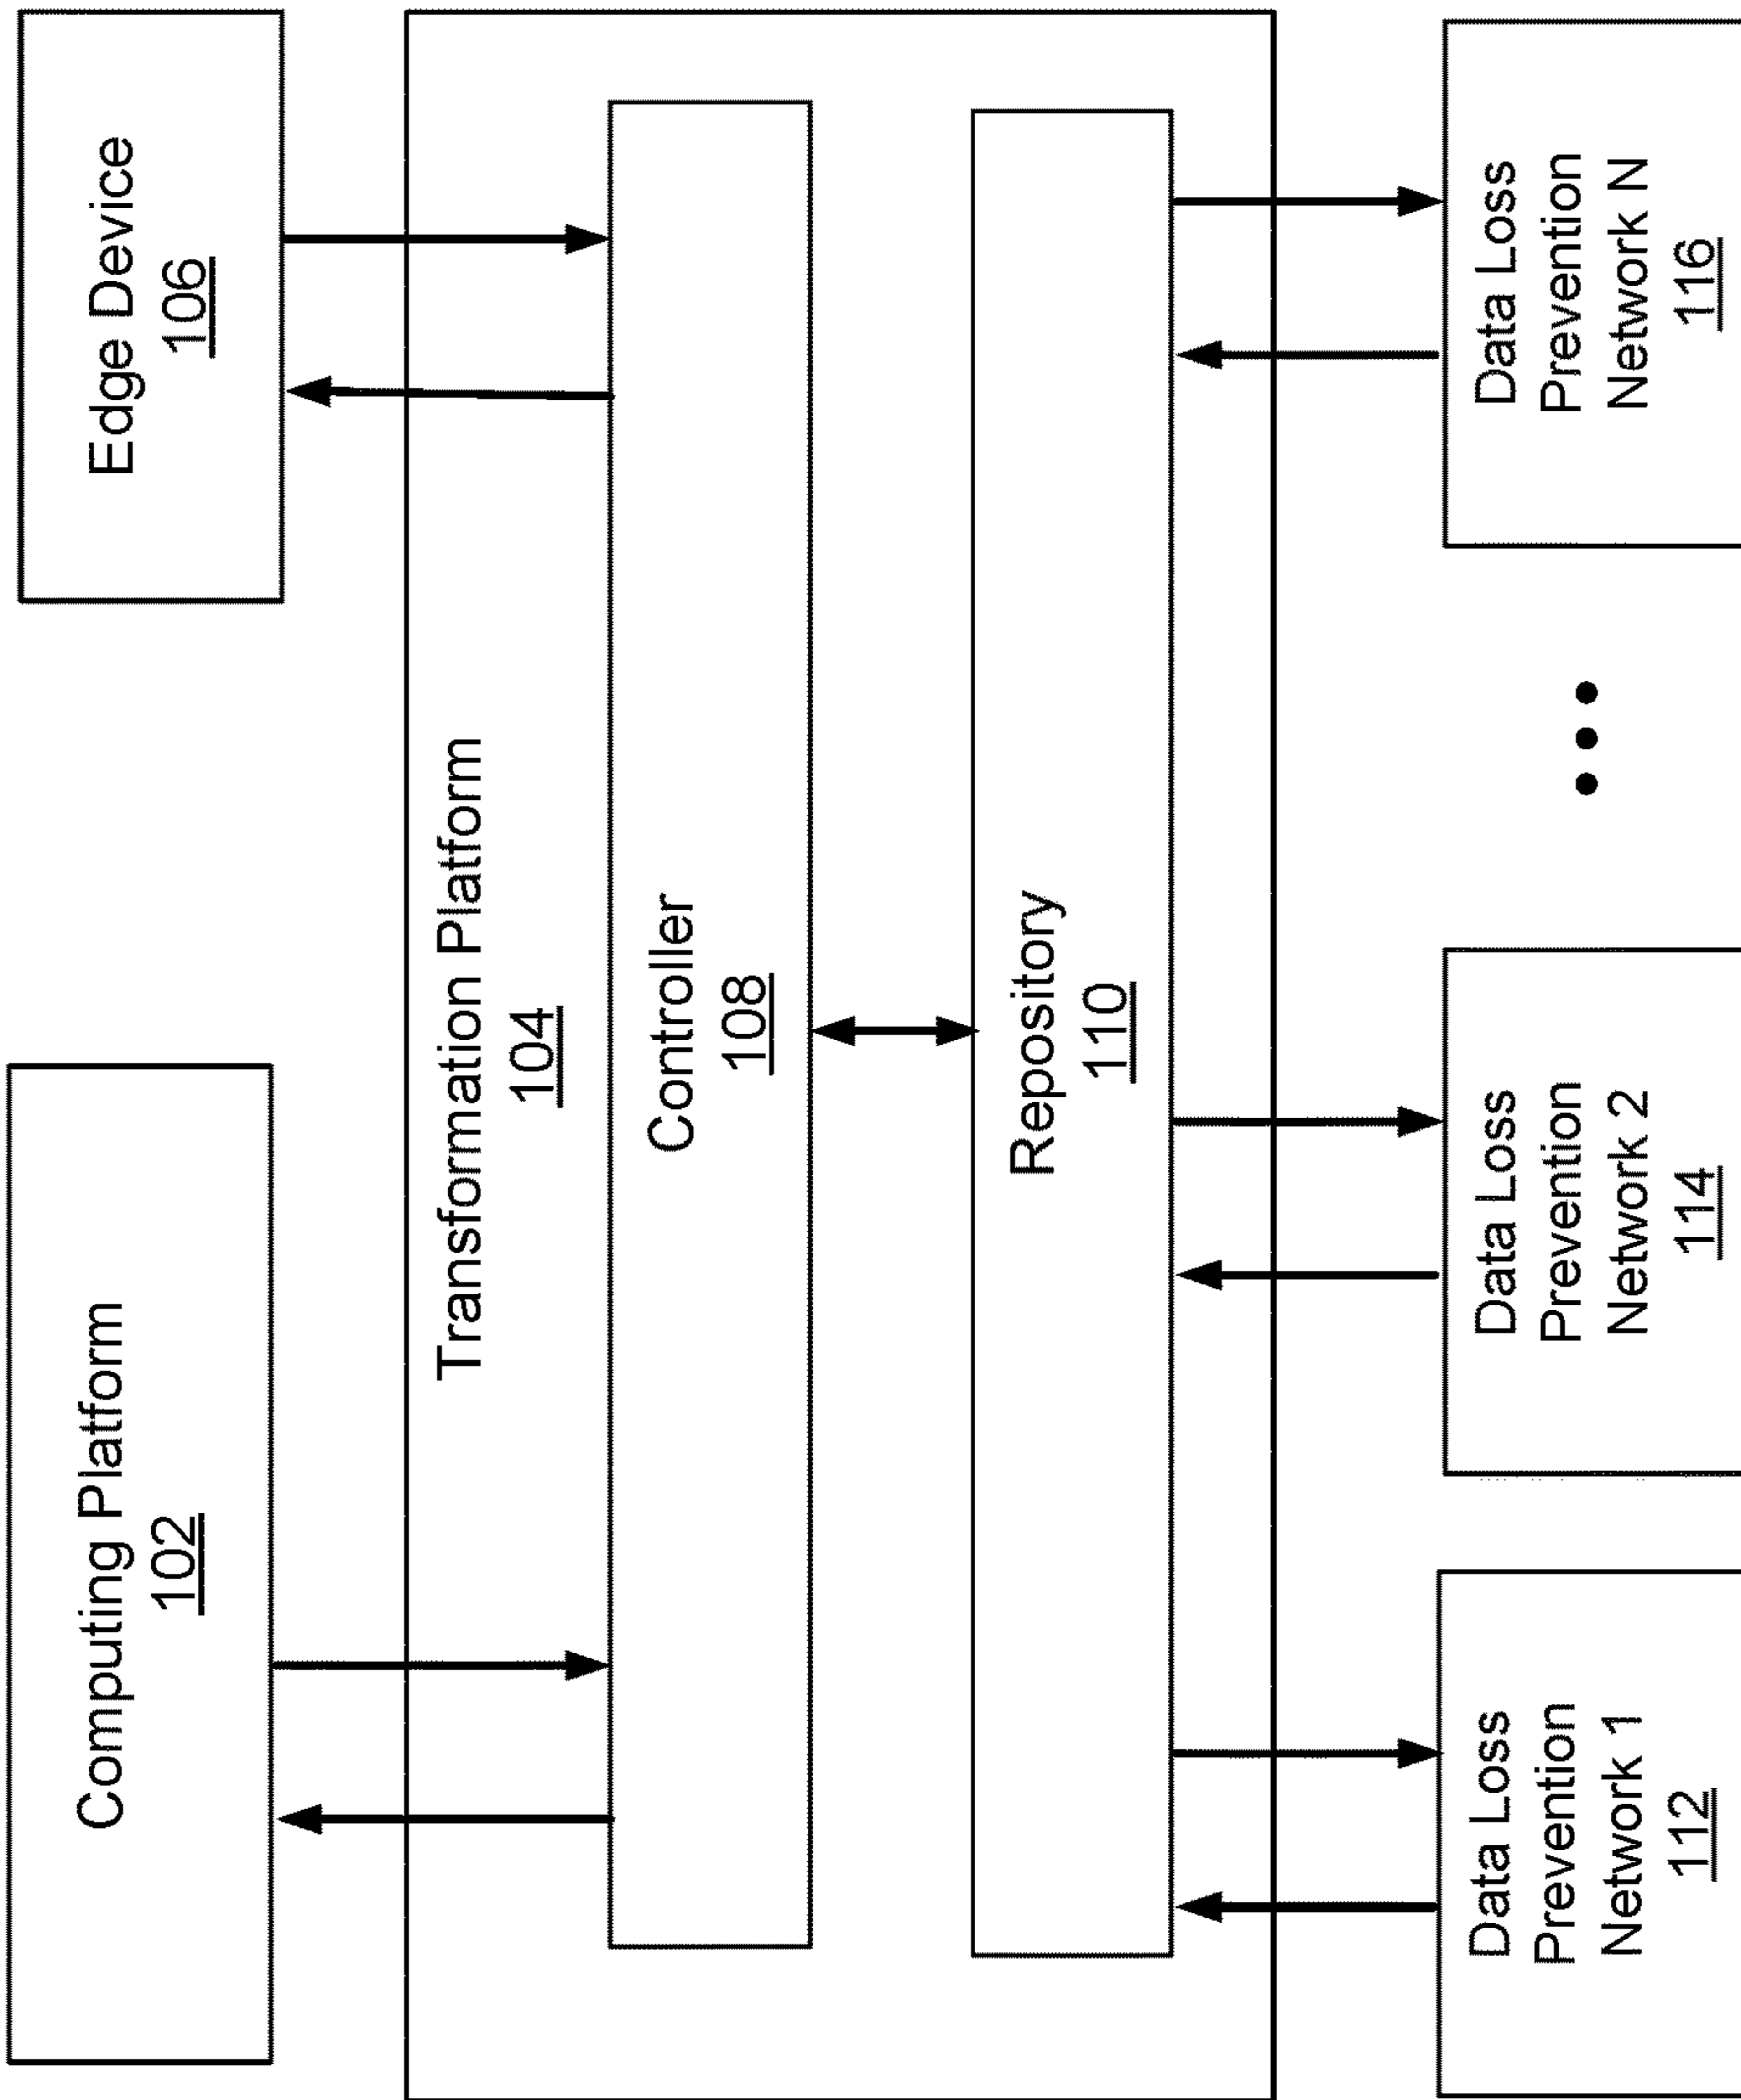 Computing Platform
102
Edge Device
106
Transformation Platform
104
Controller
108
Repository
110
Data Loss
Prevention
Network 1
112
Data Loss
Prevention
Network 2
114
Data Loss
Prevention
Network N
116